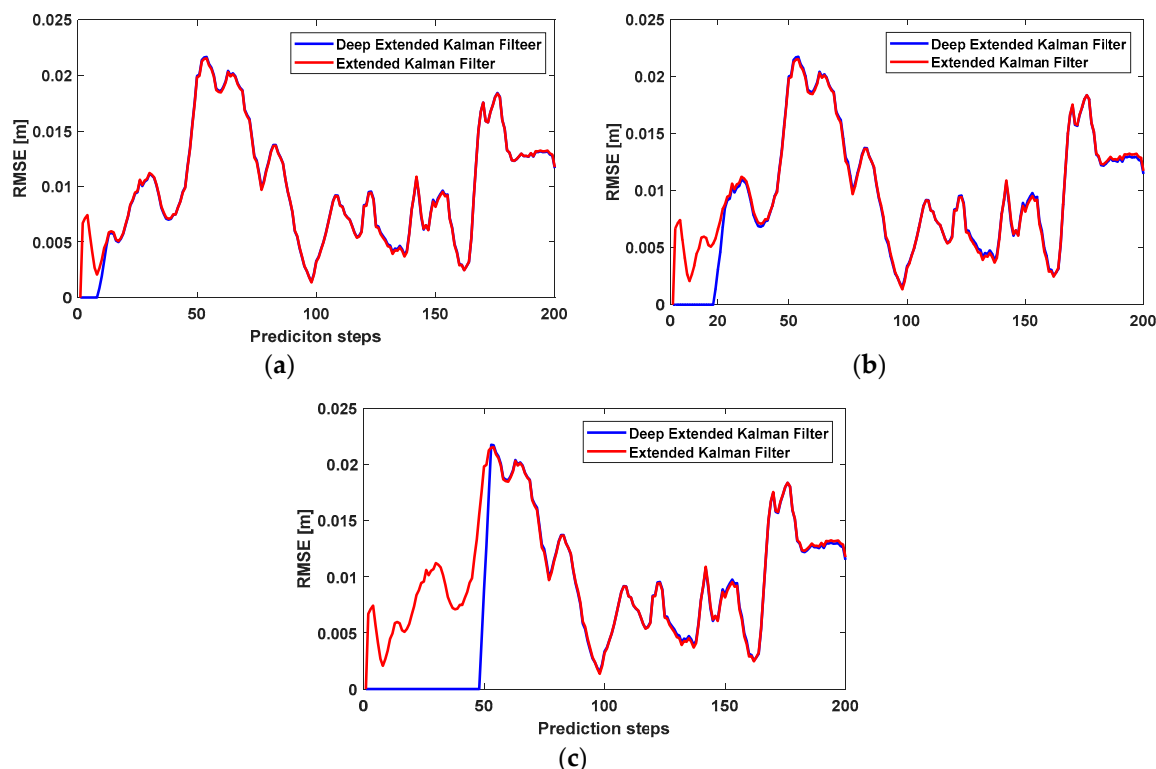 0.025
0.02
0.015
0.01
0.005
0
RMSE [m]
Deep Extended Kalman Filteer
Extended Kalman Filter
0 50 100 150 200
Prediciton steps
(a)
0.025
0.02
0.015
0.01
0.005
0
RMSE [m]
Deep Extended Kalman Filter
Extended Kalman Filter
0 20 50 100 150 200
Prediction steps
(b)
0.025
0.02
0.015
0.01
0.005
0
RMSE [m]
Deep Extended Kalman Filter
Extended Kalman Filter
0 50 100 150 200
Prediction steps
(c)